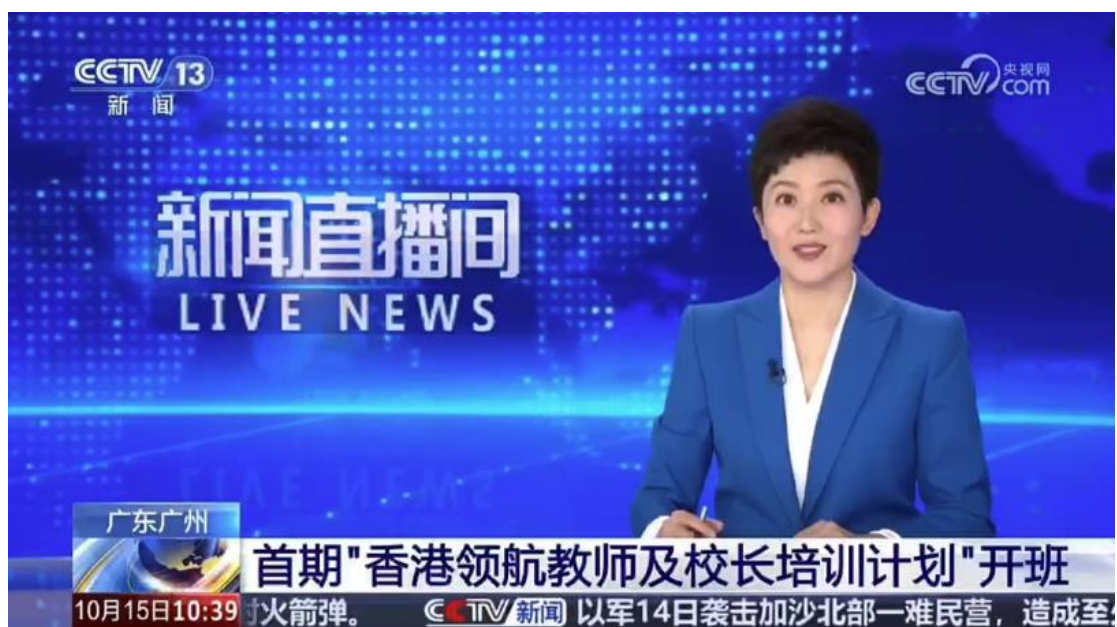 CCTV 13
新闻
CCTV 央视网
com
新闻直播间
LIVE NEWS
广东广州
首期"香港领航教师及校长培训计划"开班
10月15日10:39 火箭弹。 CCTV 新闻 以军14日袭击加沙北部一难民营，造成至